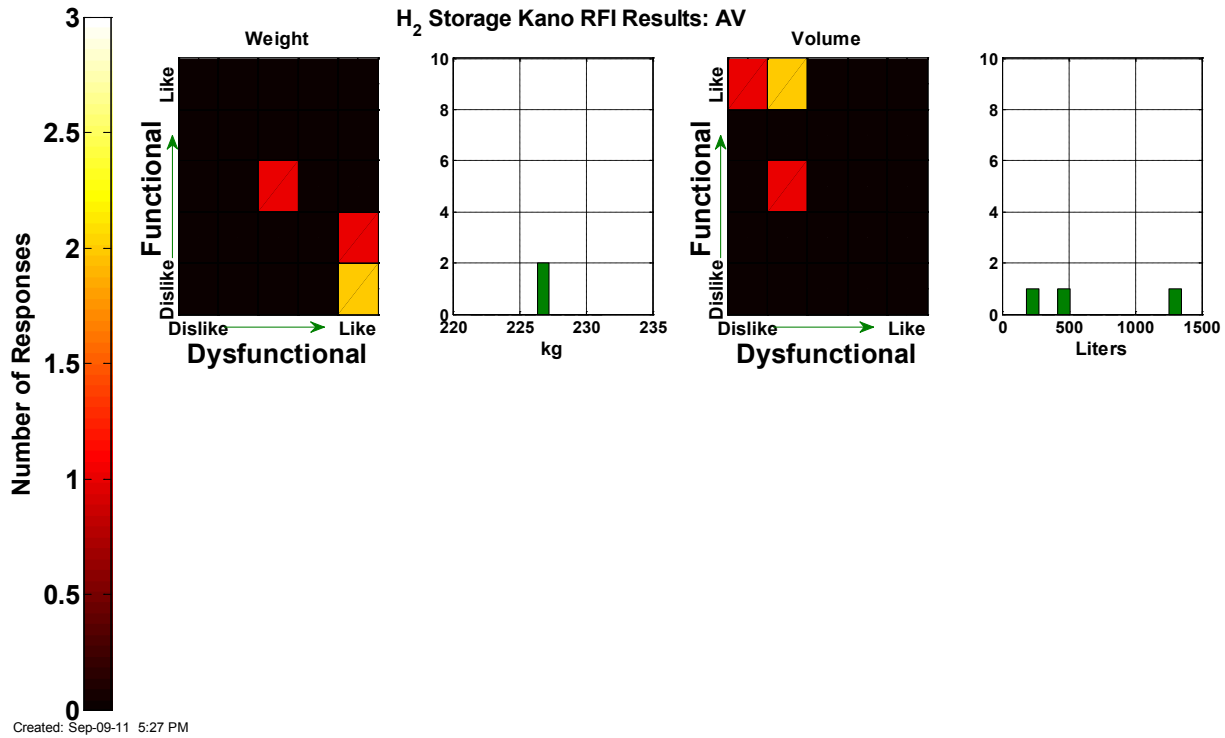 H2 Storage Kano RFI Results: AV
Number of Responses
3
2.5
2
1.5
1
0.5
0
Weight
Functional
Dislike
Like
Dislike
Like
Dysfunctional
10
8
6
4
2
0
220
225
230
235
kg
Volume
Functional
Dislike
Like
Dislike
Like
Dysfunctional
10
8
6
4
2
0
0
500
1000
1500
Liters
Created: Sep-09-11 5:27 PM